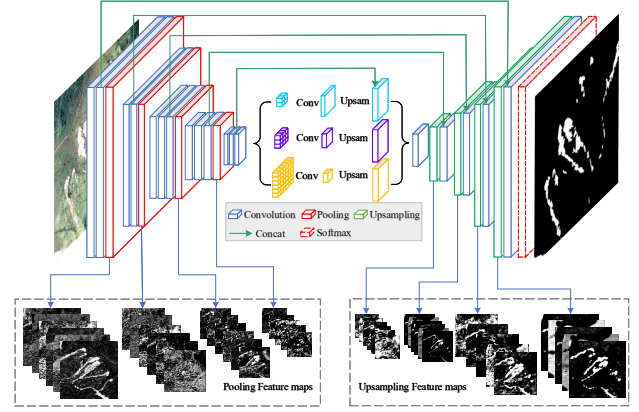 Conv Upsam
Conv Upsam
Conv Upsam
Convolution Pooling Upsampling
Concat Softmax
Pooling Feature maps
Upsampling Feature maps